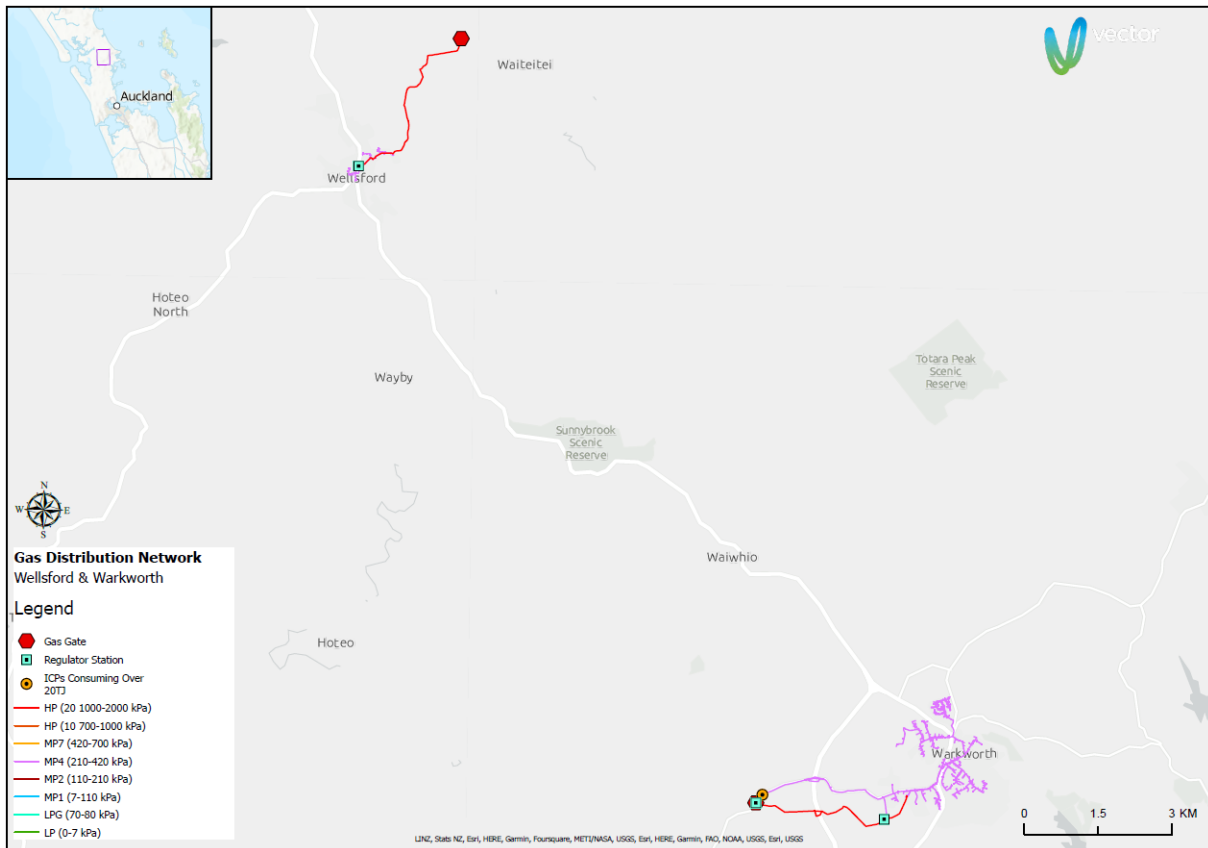 Auckland
Waiteitei
vector
Wellsford
Hoteo
North
Totara Peak
Scenic
Reserve
Wayby
Sunnybrook
Scenic
Reserve
N
W
E
S
Waiwhio
Gas Distribution Network
Wellsford & Warkworth
Legend
Gas Gate
Regulator Station
ICPs Consuming Over
20TJ
HP (20 1000-2000 kPa)
HP (10 700-1000 kPa)
MP7 (420-700 kPa)
MP4 (210-420 kPa)
MP2 (110-210 kPa)
MP1 (7-110 kPa)
LPG (70-80 kPa)
LP (0-7 kPa)
Hoteo
Warkworth
0 1.5 3 KM
LINZ, Stats NZ, Esri, HERE, Garmin, Foursquare, METI/NASA, USGS, Esri, HERE, Garmin, FAO, NOAA, USGS, Esri, USGS